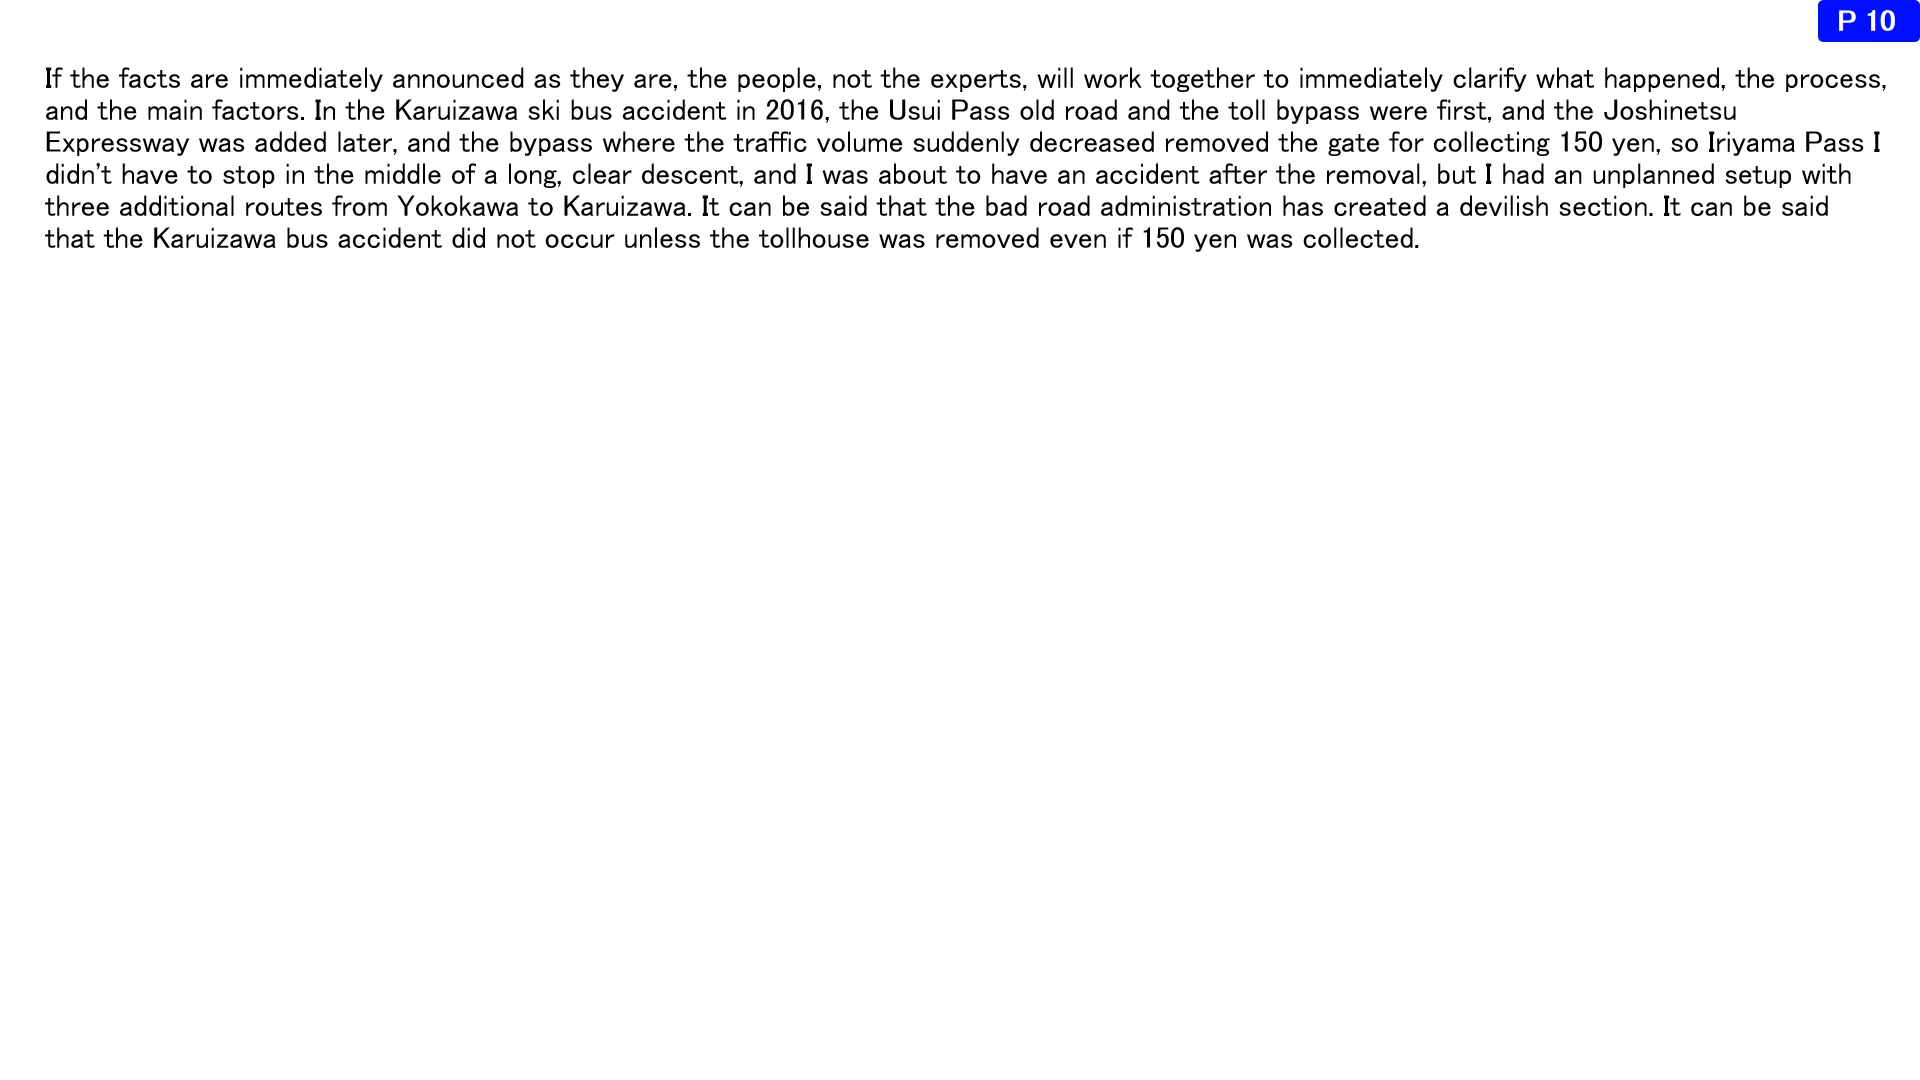 P 10
If the facts are immediately announced as they are, the people, not the experts, will work together to immediately clarify what happened, the process,
and the main factors. In the Karuizawa ski bus accident in 2016, the Usui Pass old road and the toll bypass were first, and the Joshinetsu
Expressway was added later, and the bypass where the traffic volume suddenly decreased removed the gate for collecting 150 yen, so Iriyama Pass I
didn't have to stop in the middle of a long, clear descent, and I was about to have an accident after the removal, but I had an unplanned setup with
three additional routes from Yokokawa to Karuizawa. It can be said that the bad road administration has created a devilish section. It can be said
that the Karuizawa bus accident did not occur unless the tollhouse was removed even if 150 yen was collected.